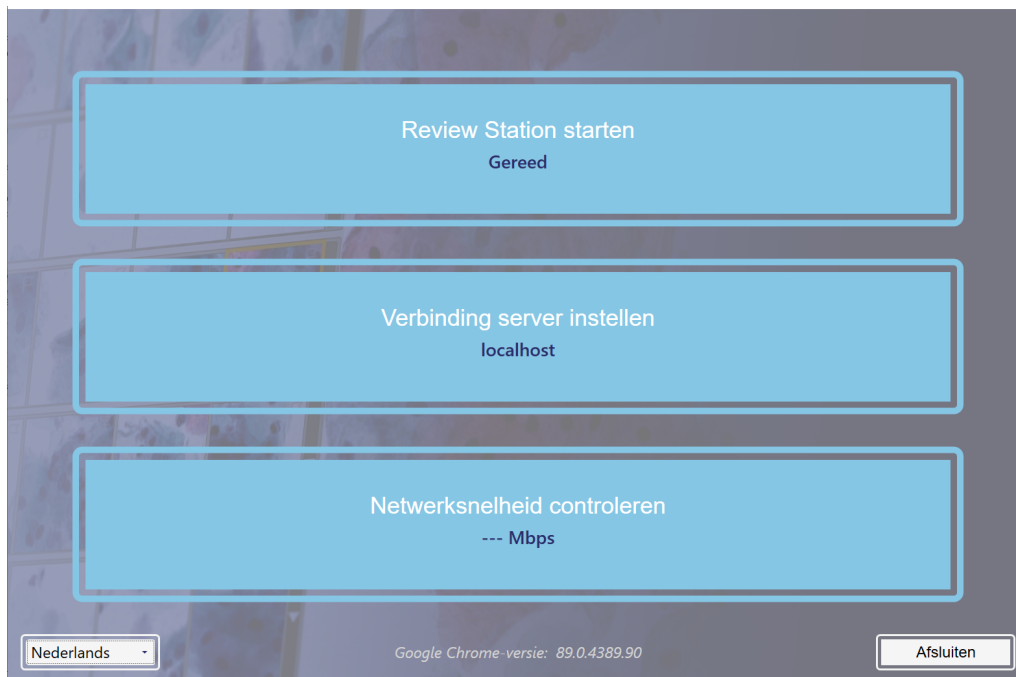 Review Station starten
Gereed
Verbinding server instellen
localhost
Netwerksnelheid controleren
--- Mbps
Nederlands
Google Chrome-versie: 89.0.4389.90
Afsluiten